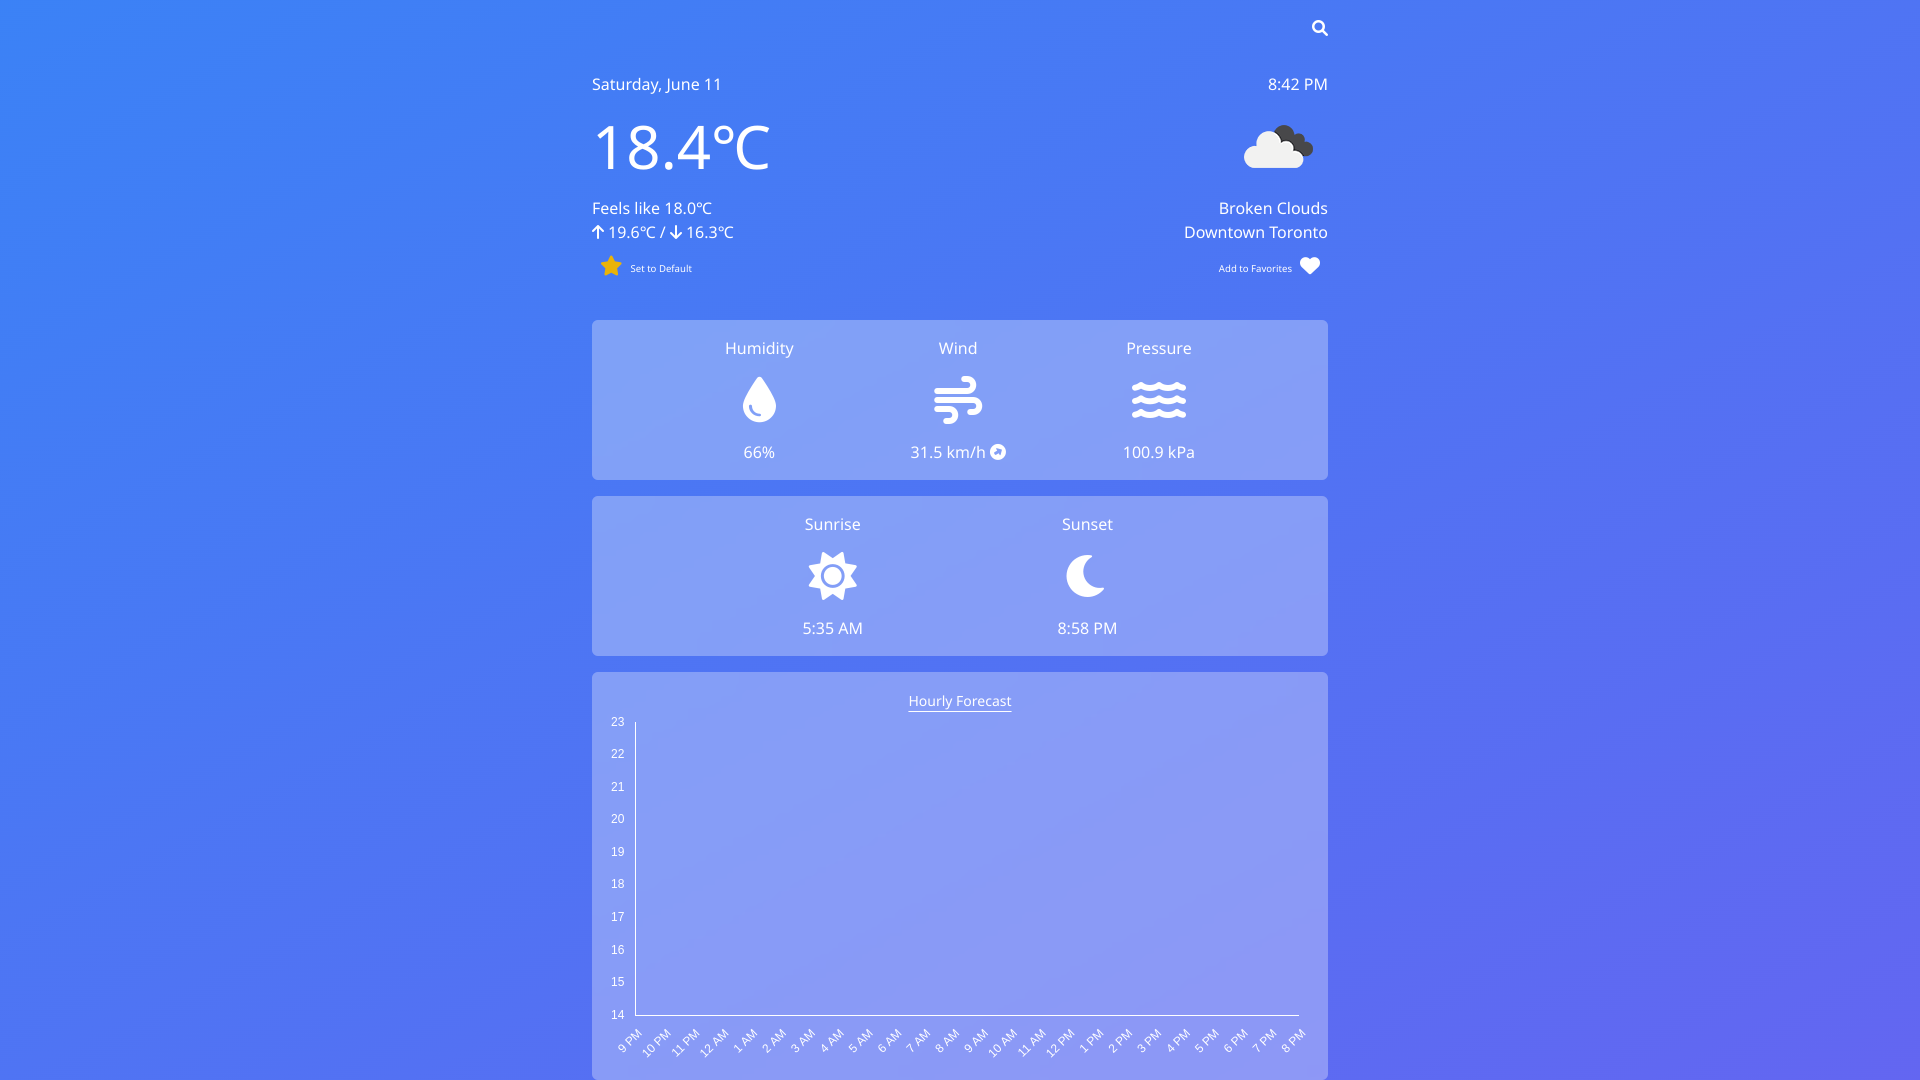 Saturday, June 11
8:42 PM
18.4°C
Feels like 18.0°C
Broken Clouds
19.6°C / 16.3°C
Downtown Toronto
Set to Default
Add to Favorites
Humidity
Wind
Pressure
66%
31.5 km/h
100.9 kPa
Sunrise
Sunset
5:35 AM
8:58 PM
Hourly Forecast
23
22
21
20
19
18
17
16
15
14
9 PM
10 PM
11 PM
12 AM
1 AM
2 AM
3 AM
4 AM
5 AM
6 AM
7 AM
8 AM
9 AM
10 AM
11 AM
12 PM
1 PM
2 PM
3 PM
4 PM
5 PM
6 PM
7 PM
8 PM